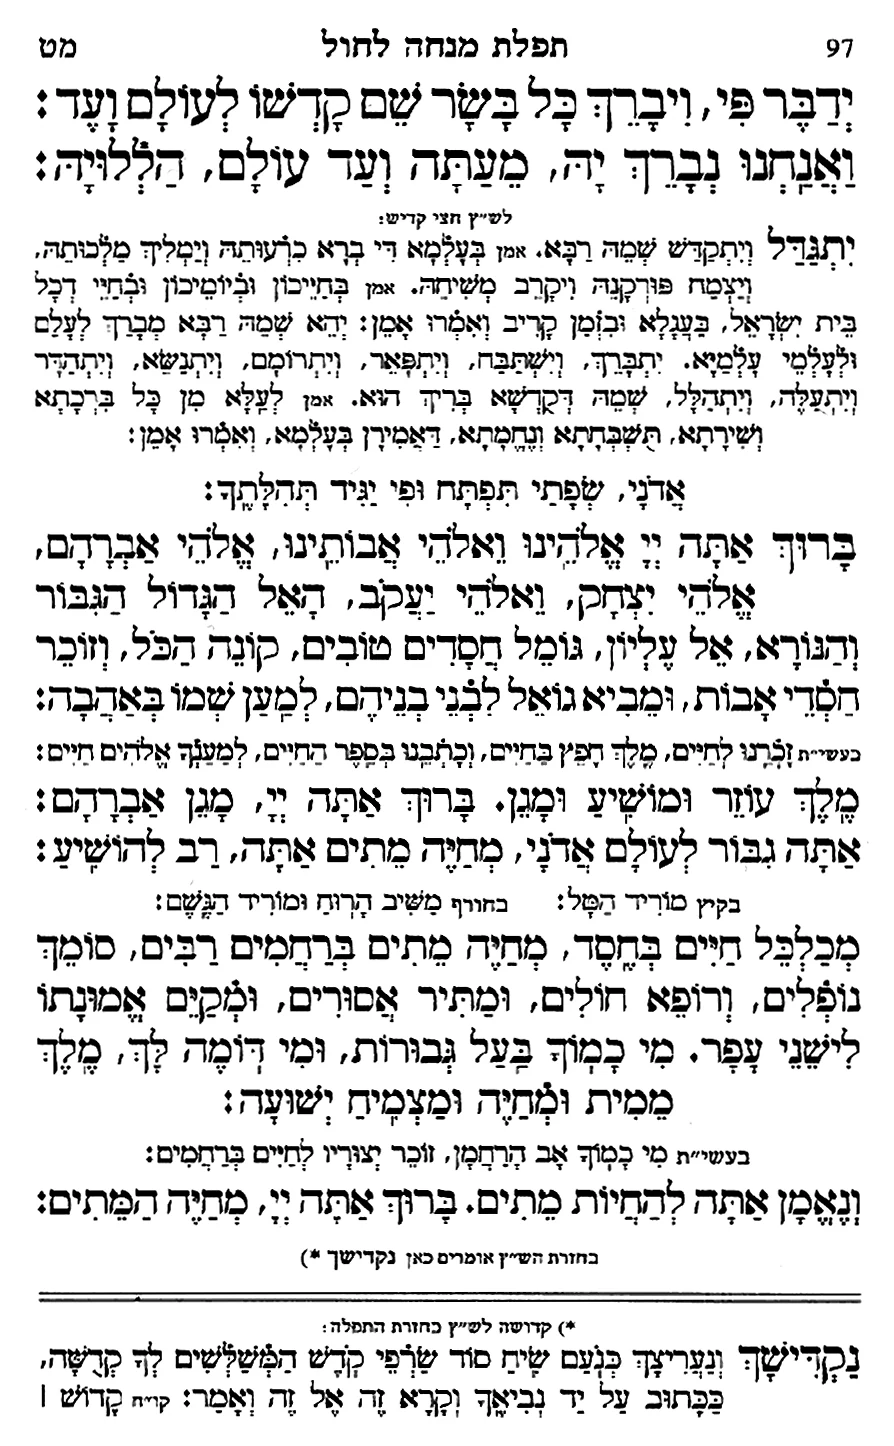 97 תפלת מנחה לחול מט
יְדַבֶּר פִּי, וִיבָרֵךְ כָּל בָּשָׂר שֵׁם קָדְשׁוֹ לְעוֹלָם וָעֶד:
וַאֲנַחְנוּ נְבָרֵךְ יָהּ, מֵעַתָּה וְעַד עוֹלָם, הַלְלוּיָהּ:
לש״ץ חצי קדיש:
יִתְגַּדַּל וְיִתְקַדַּשׁ שְׁמֵהּ רַבָּא. אמן בְּעָלְמָא דִּי בְרָא כִרְעוּתֵהּ וְיַמְלִיךְ מַלְכוּתֵהּ,
וְיַצְמַח פּוּרְקָנֵהּ וִיקָרֵב מְשִׁיחֵהּ. אמן בְּחַיֵּיכוֹן וּבְיוֹמֵיכוֹן וּבְחַיֵּי דְכָל
בֵּית יִשְׂרָאֵל, בַּעֲגָלָא וּבִזְמַן קָרִיב וְאִמְרוּ אָמֵן: יְהֵא שְׁמֵהּ רַבָּא מְבָרַךְ לְעָלַם
וּלְעָלְמֵי עָלְמַיָּא. יִתְבָּרֵךְ, וְיִשְׁתַּבַּח, וְיִתְפָּאֵר, וְיִתְרוֹמָם, וְיִתְנַשֵּׂא, וְיִתְהַדָּר
וְיִתְעַלֶּה, וְיִתְהַלָּל, שְׁמֵהּ דְּקֻדְשָׁא בְּרִיךְ הוּא. אמן לְעֵלָּא מִן כָּל בִּרְכָתָא
וְשִׁירָתָא, תֻּשְׁבְּחָתָא וְנֶחֱמָתָא, דַּאֲמִירָן בְּעָלְמָא, וְאִמְרוּ אָמֵן:
אֲדֹנָי, שְׂפָתַי תִּפְתָּח וּפִי יַגִּיד תְּהִלָּתֶךָ:
בָּרוּךְ אַתָּה יְיָ אֱלֹהֵינוּ וֵאלֹהֵי אֲבוֹתֵינוּ, אֱלֹהֵי אַבְרָהָם,
אֱלֹהֵי יִצְחָק, וֵאלֹהֵי יַעֲקֹב, הָאֵל הַגָּדוֹל הַגִּבּוֹר
וְהַנּוֹרָא, אֵל עֶלְיוֹן, גּוֹמֵל חֲסָדִים טוֹבִים, קוֹנֵה הַכֹּל, וְזוֹכֵר
חַסְדֵי אָבוֹת, וּמֵבִיא גוֹאֵל לִבְנֵי בְנֵיהֶם, לְמַעַן שְׁמוֹ בְּאַהֲבָה:
בעשי״ת זָכְרֵנוּ לְחַיִּים, מֶלֶךְ חָפֵץ בַּחַיִּים, וְכָתְבֵנוּ בְּסֵפֶר הַחַיִּים, לְמַעַנְךָ אֱלֹהִים חַיִּים:
מֶלֶךְ עוֹזֵר וּמוֹשִׁיעַ וּמָגֵן. בָּרוּךְ אַתָּה יְיָ, מָגֵן אַבְרָהָם:
אַתָּה גִבּוֹר לְעוֹלָם אֲדֹנָי, מְחַיֶּה מֵתִים אַתָּה, רַב לְהוֹשִׁיעַ:
בקיץ מוֹרִיד הַטָּל: בחורף מַשִּׁיב הָרוּחַ וּמוֹרִיד הַגֶּשֶׁם:
מְכַלְכֵּל חַיִּים בְּחֶסֶד, מְחַיֵּה מֵתִים בְּרַחֲמִים רַבִּים, סוֹמֵךְ
נוֹפְלִים, וְרוֹפֵא חוֹלִים, וּמַתִּיר אֲסוּרִים, וּמְקַיֵּם אֱמוּנָתוֹ
לִישֵׁנֵי עָפָר. מִי כָמוֹךָ בַּעַל גְּבוּרוֹת, וּמִי דּוֹמֶה לָּךְ, מֶלֶךְ
מֵמִית וּמְחַיֶּה וּמַצְמִיחַ יְשׁוּעָה:
בעשי״ת מִי כָמוֹךָ אָב הָרַחֲמָן, זוֹכֵר יְצוּרָיו לְחַיִּים בְּרַחֲמִים:
וְנֶאֱמָן אַתָּה לְהַחֲיוֹת מֵתִים. בָּרוּךְ אַתָּה יְיָ, מְחַיֵּה הַמֵּתִים:
בחזרת הש״ץ אומרים כאן נקדישך *)
*) קדושה לש״ץ בחזרת התפלה:
נַקְדִּישָׁךְ וְנַעֲרִיצָךְ כְּנֹעַם שִׂיחַ סוֹד שַׂרְפֵי קֹדֶשׁ הַמְשַׁלְּשִׁים לְךָ קְדֻשָּׁה,
כַּכָּתוּב עַל יַד נְבִיאֶךָ וְקָרָא זֶה אֶל זֶה וְאָמַר: קו״ח קָדוֹשׁ |